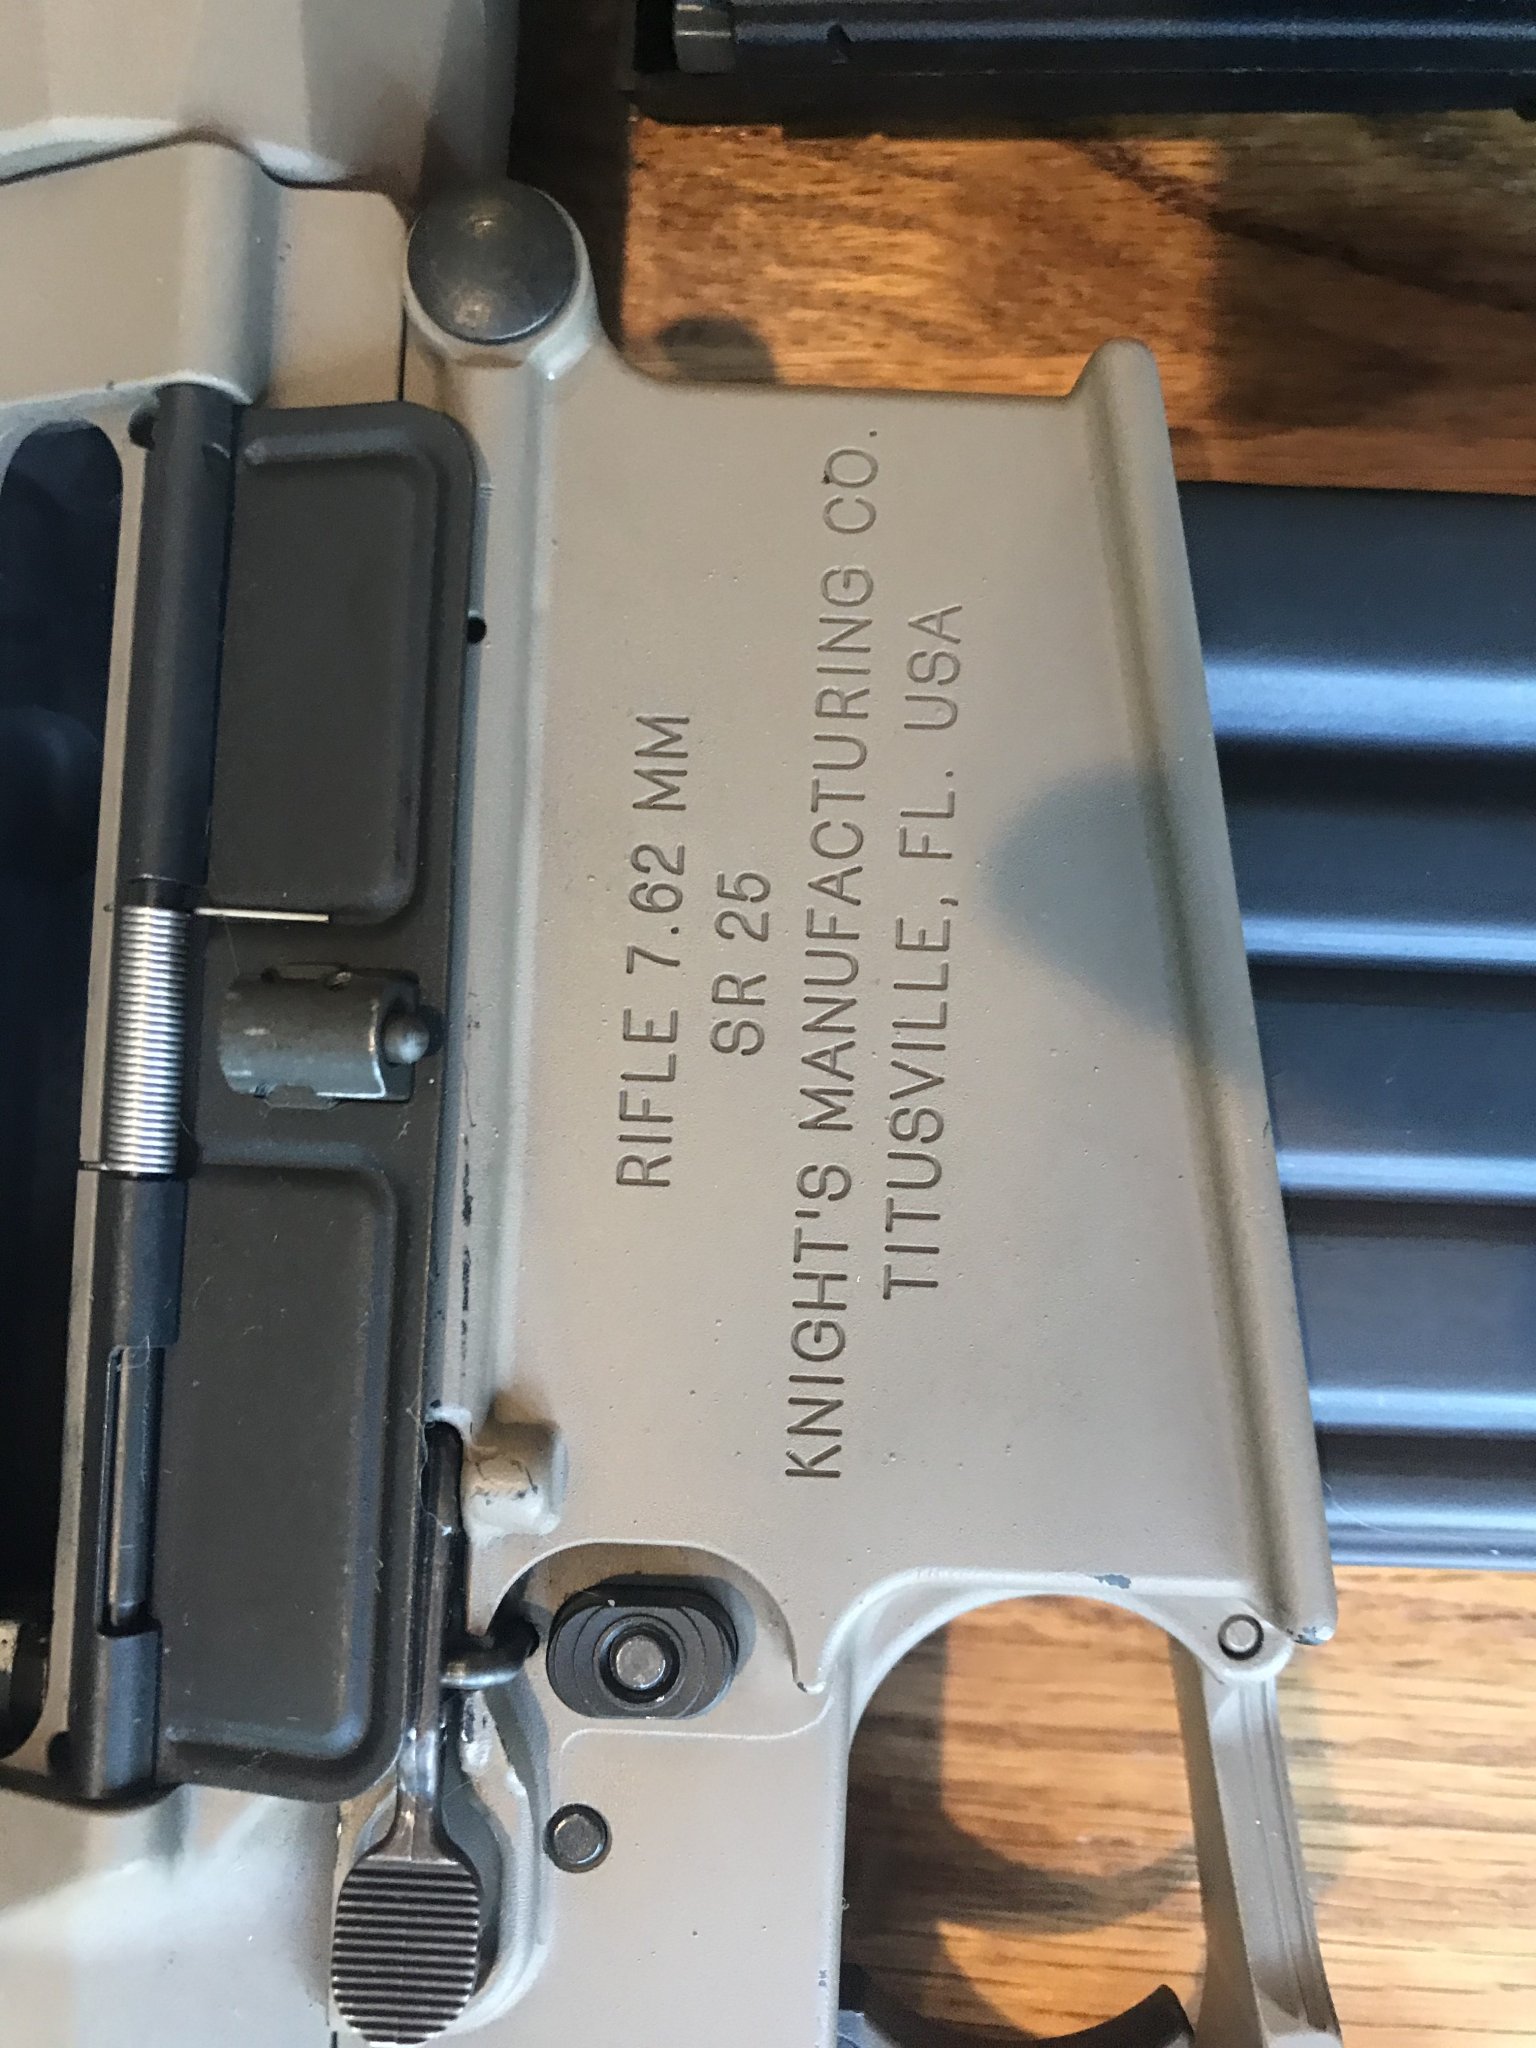 RIFLE 7.62 MM
SR 25
KNIGHT'S MANUFACTURING CO.
TITUSVILLE, FL. USA